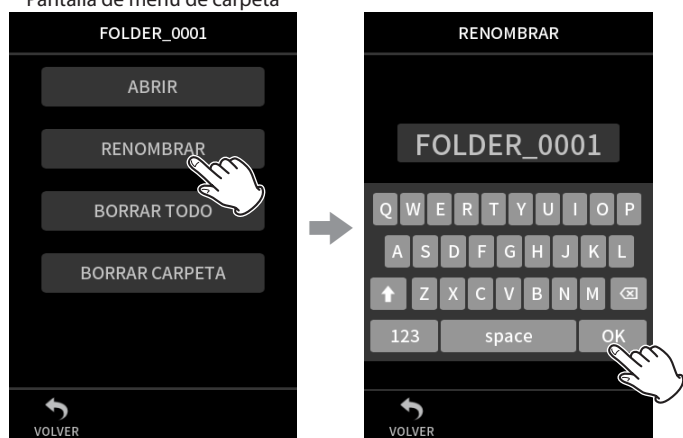 Pantalla de menú de carpeta
FOLDER_0001
ABRIR
RENOMBRAR
BORRAR TODO
BORRAR CARPETA
VOLVER
RENOMBRAR
FOLDER_0001
Q W E R T Y U I O P
A S D F G H J K L
Z X C V B N M
123 space OK
VOLVER